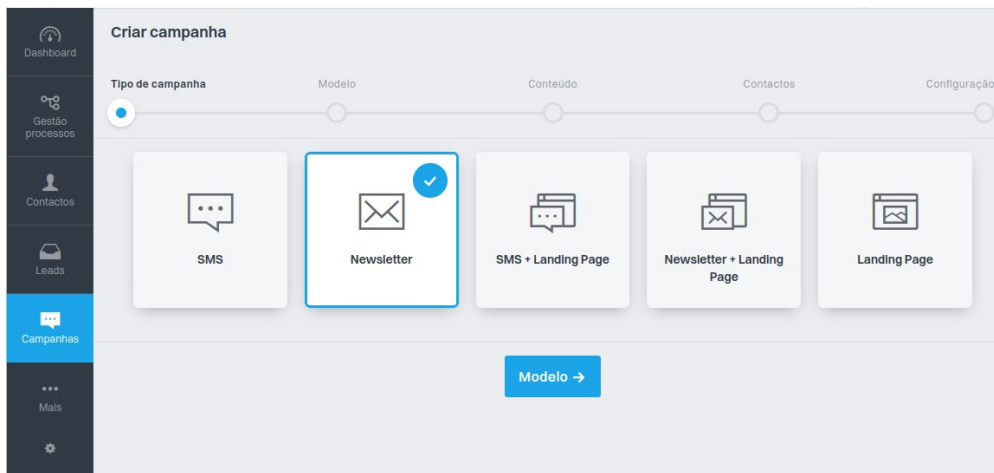 Dashboard
Gestão
processos
Contactos
Leads
Campanhas
Mais
Criar campanha
Tipo de campanha
Modelo
Conteúdo
Contactos
Configuração
SMS
Newsletter
SMS + Landing Page
Newsletter + Landing
Page
Landing Page
Modelo →